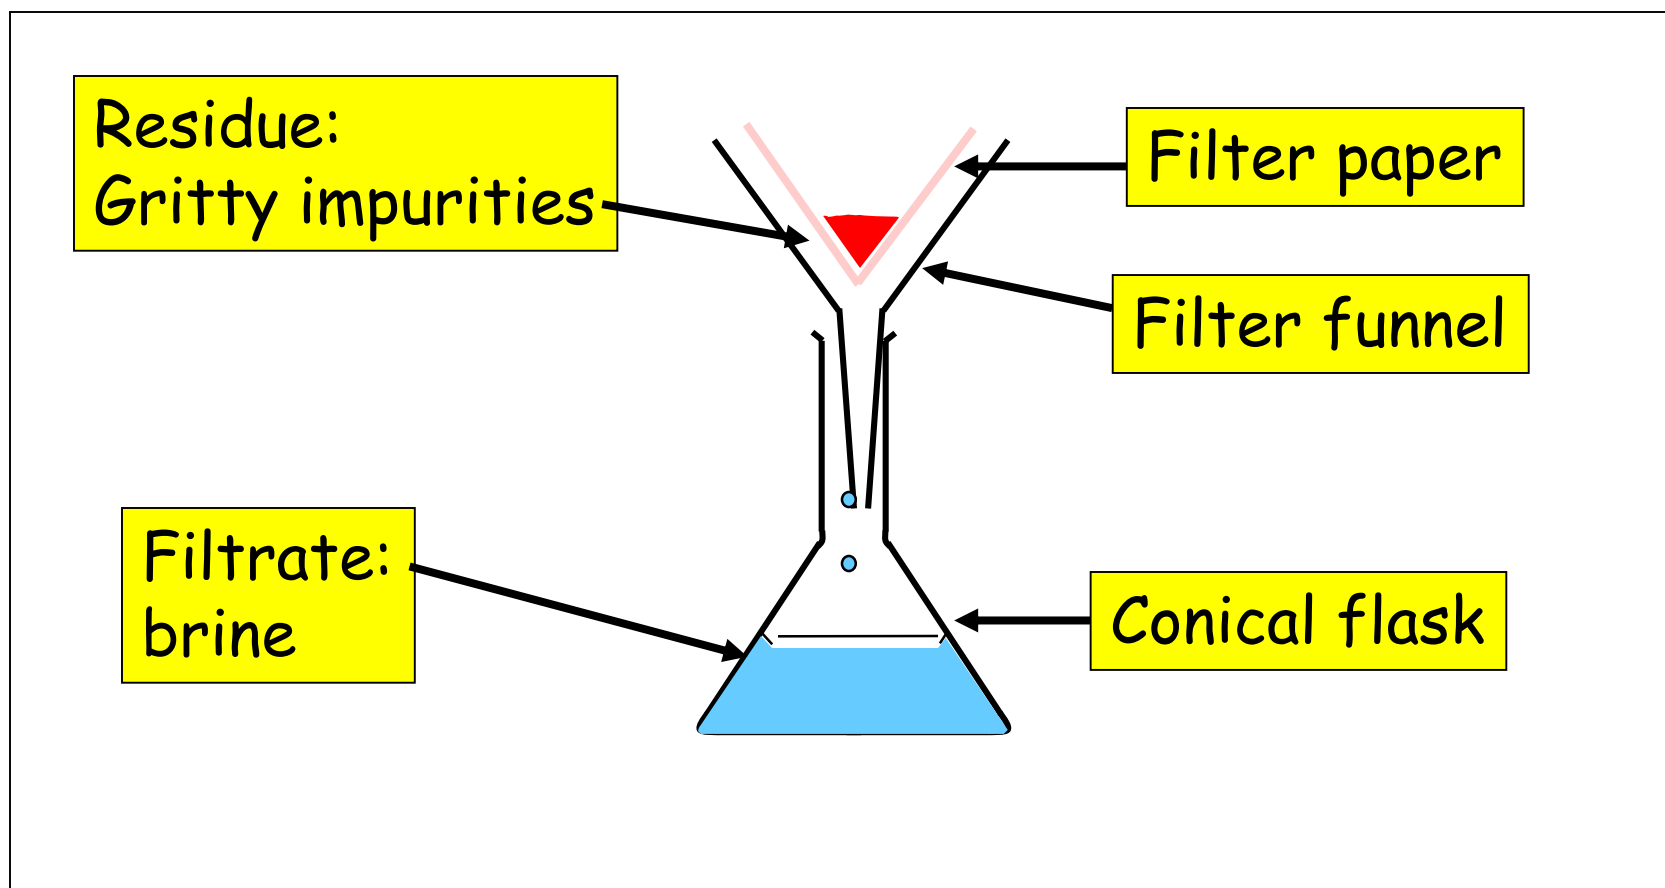 Residue:
Gritty impurities
Filter paper
Filter funnel
Filtrate:
brine
Conical flask